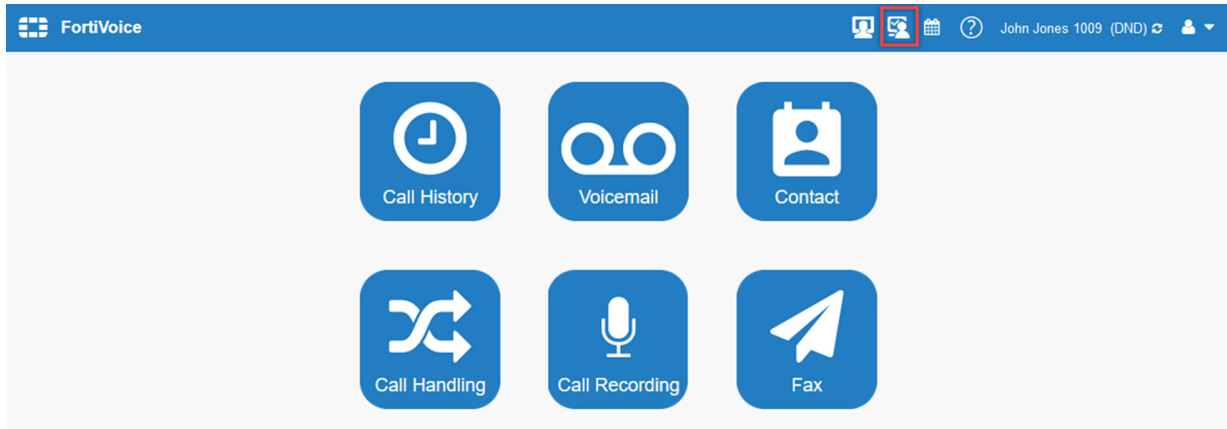 FortiVoice
? John Jones 1009 (DND)
Call History
Voicemail
Contact
Call Handling
Call Recording
Fax